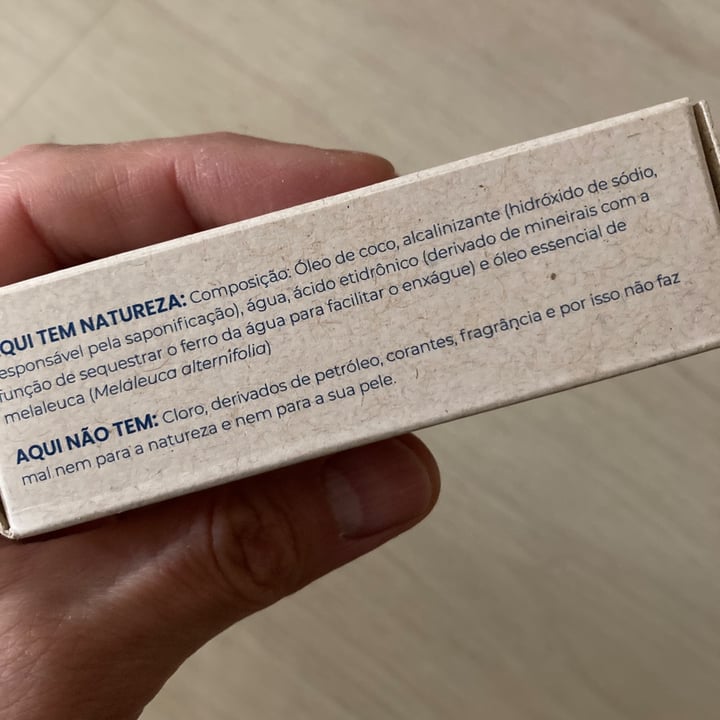 AQUI TEM NATUREZA: Composição: Óleo de coco, alcalinizante (hidróxido de sódio,
responsável pela saponificação), água, ácido etidrônico (derivado de mineirais com a
função de sequestrar o ferro da água para facilitar o enxágue) e óleo essencial de
melaleuca (Melaleuca alternifolia)
AQUI NÃO TEM: Cloro, derivados de petróleo, corantes, fragrância e por isso não faz
mal nem para a natureza e nem para a sua pele.